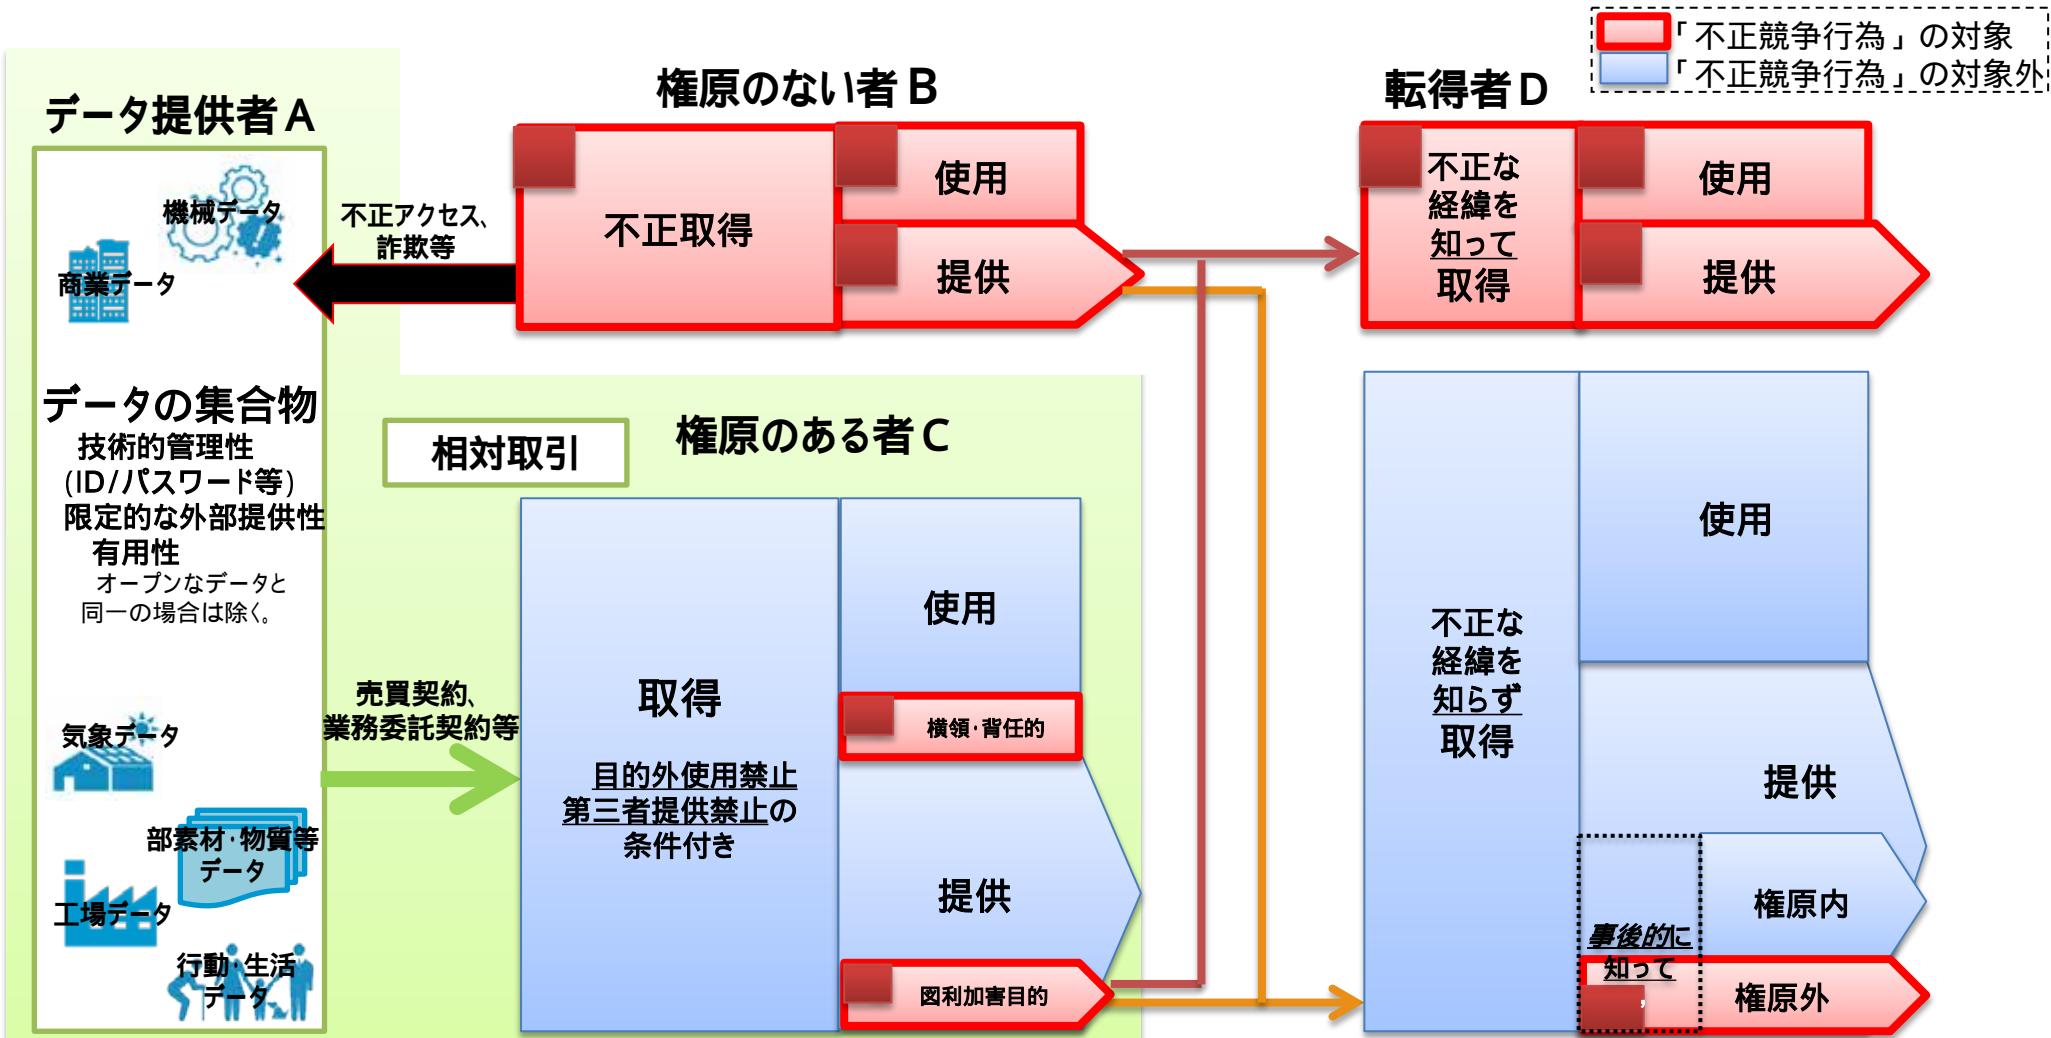 「不正競争行為」の対象
「不正競争行為」の対象外
データ提供者A
機械データ
商業データ
データの集合物
技術的管理性
(ID/パスワード等)
限定的な外部提供性
有用性
オープンなデータと
同一の場合は除く。
気象データ
部素材・物質等
データ
工場データ
行動・生活
データ
不正アクセス、
詐欺等
権原のない者B
不正取得
使用
提供
相対取引
権原のある者C
売買契約、
業務委託契約等
取得
目的外使用禁止
第三者提供禁止の
条件付き
使用
横領・背任的
提供
図利加害目的
転得者D
不正な
経緯を
知って
取得
使用
提供
不正な
経緯を
知らず
取得
使用
提供
権原内
事後的に
知って
,
権原外